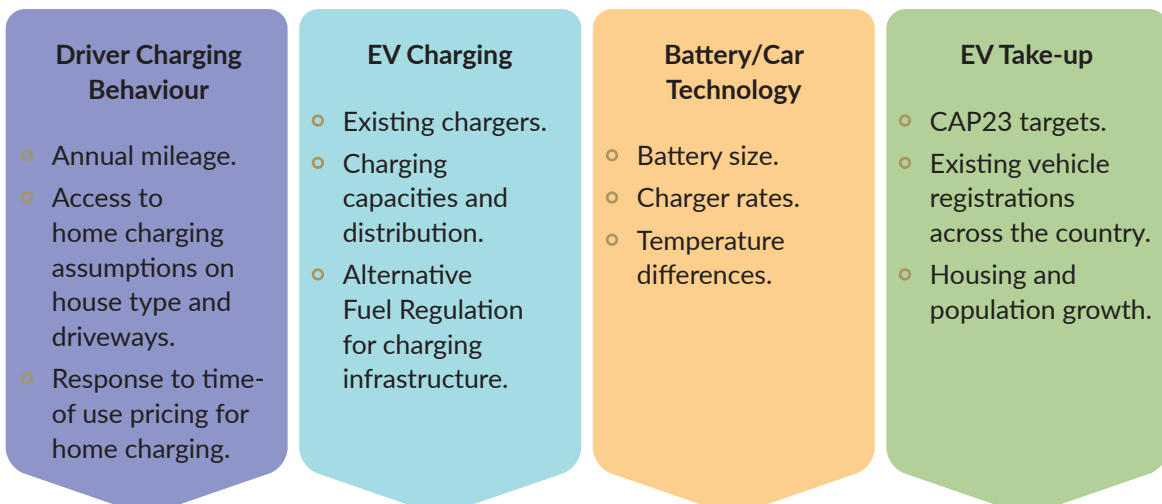 Driver Charging
Behaviour
Annual mileage.
Access to
home charging
assumptions on
house type and
driveways.
Response to time-
of use pricing for
home charging.
EV Charging
Existing chargers.
Charging
capacities and
distribution.
Alternative
Fuel Regulation
for charging
infrastructure.
Battery/Car
Technology
Battery size.
Charger rates.
Temperature
differences.
EV Take-up
CAP23 targets.
Existing vehicle
registrations
across the country.
Housing and
population growth.